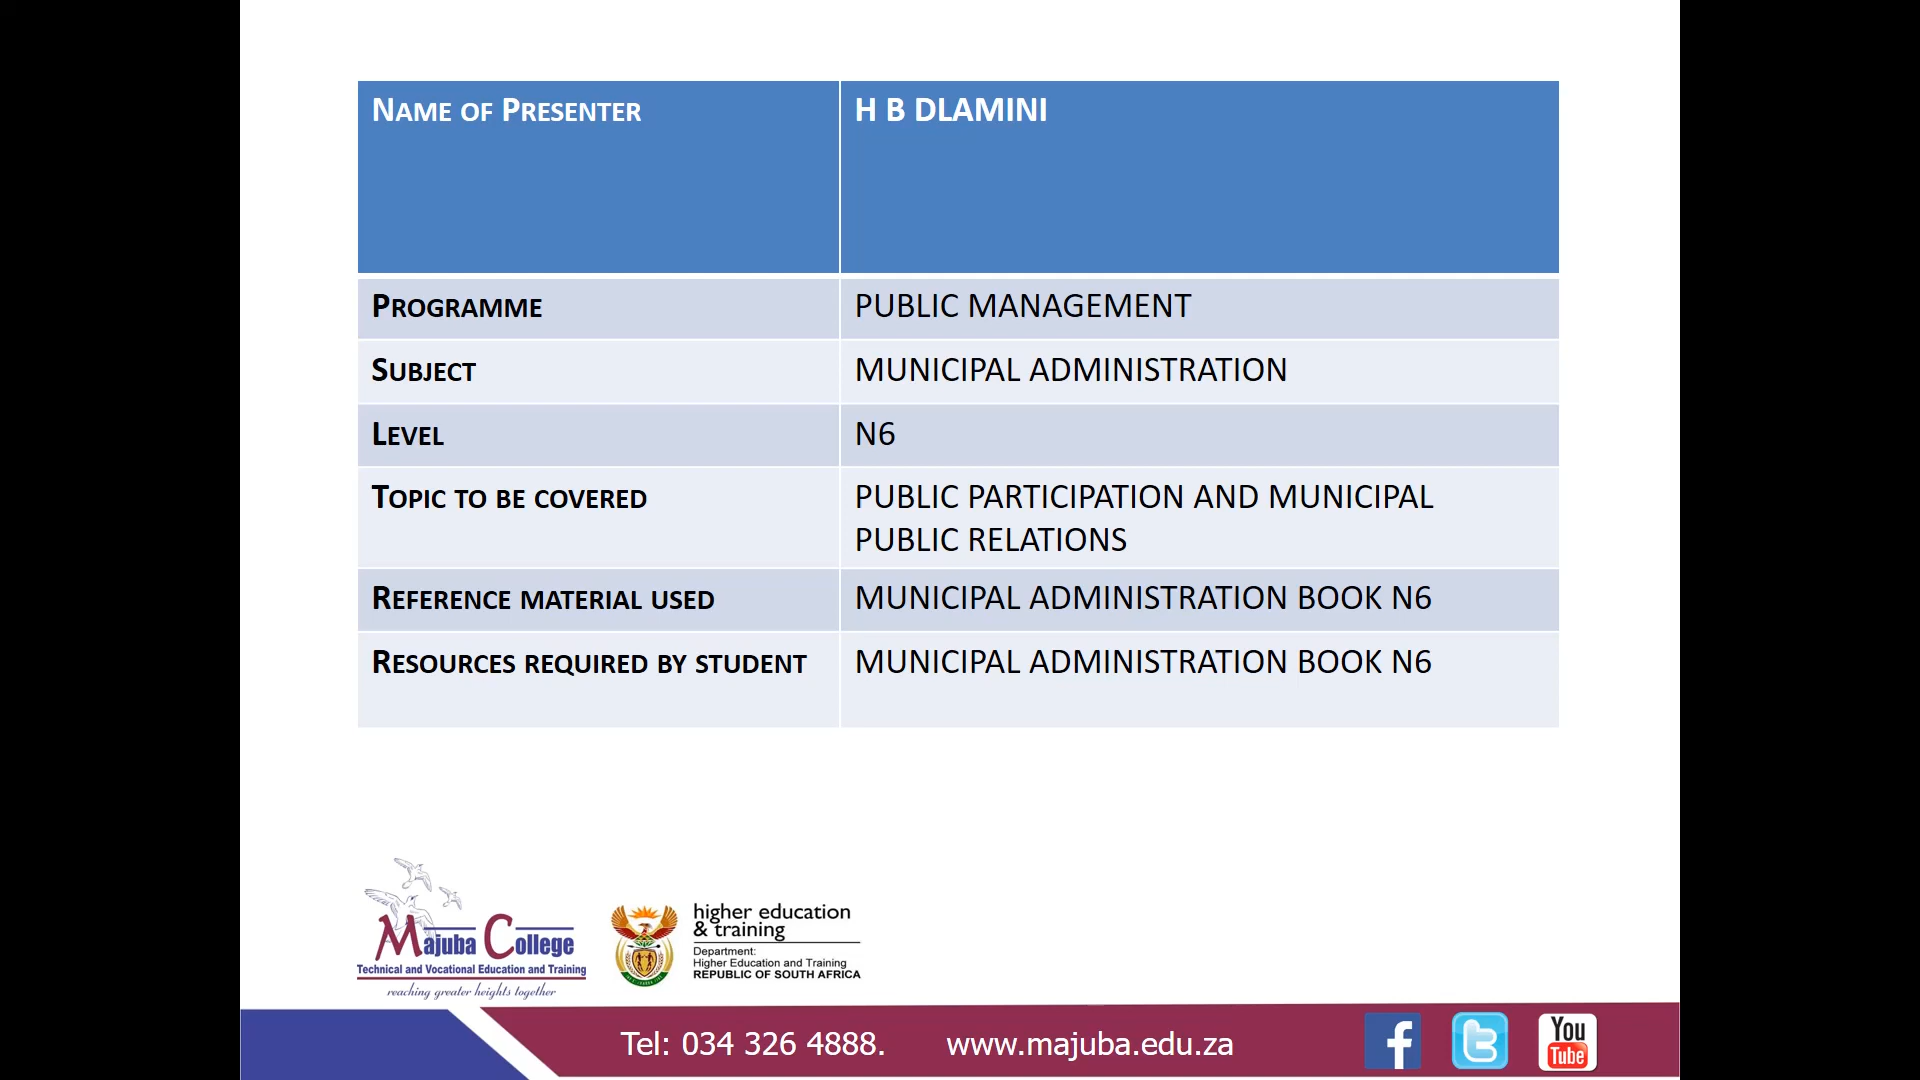 NAME OF PRESENTER
H B DLAMINI
PROGRAMME
PUBLIC MANAGEMENT
SUBJECT
MUNICIPAL ADMINISTRATION
LEVEL
N6
TOPIC TO BE COVERED
PUBLIC PARTICIPATION AND MUNICIPAL
PUBLIC RELATIONS
REFERENCE MATERIAL USED
MUNICIPAL ADMINISTRATION BOOK N6
RESOURCES REQUIRED BY STUDENT
MUNICIPAL ADMINISTRATION BOOK N6
Majuba College
Technical and Vocational Education and Training
reaching greater heights together
higher education
& training
Department:
Higher Education and Training
REPUBLIC OF SOUTH AFRICA
Tel: 034 326 4888. www.majuba.edu.za
You
Tube